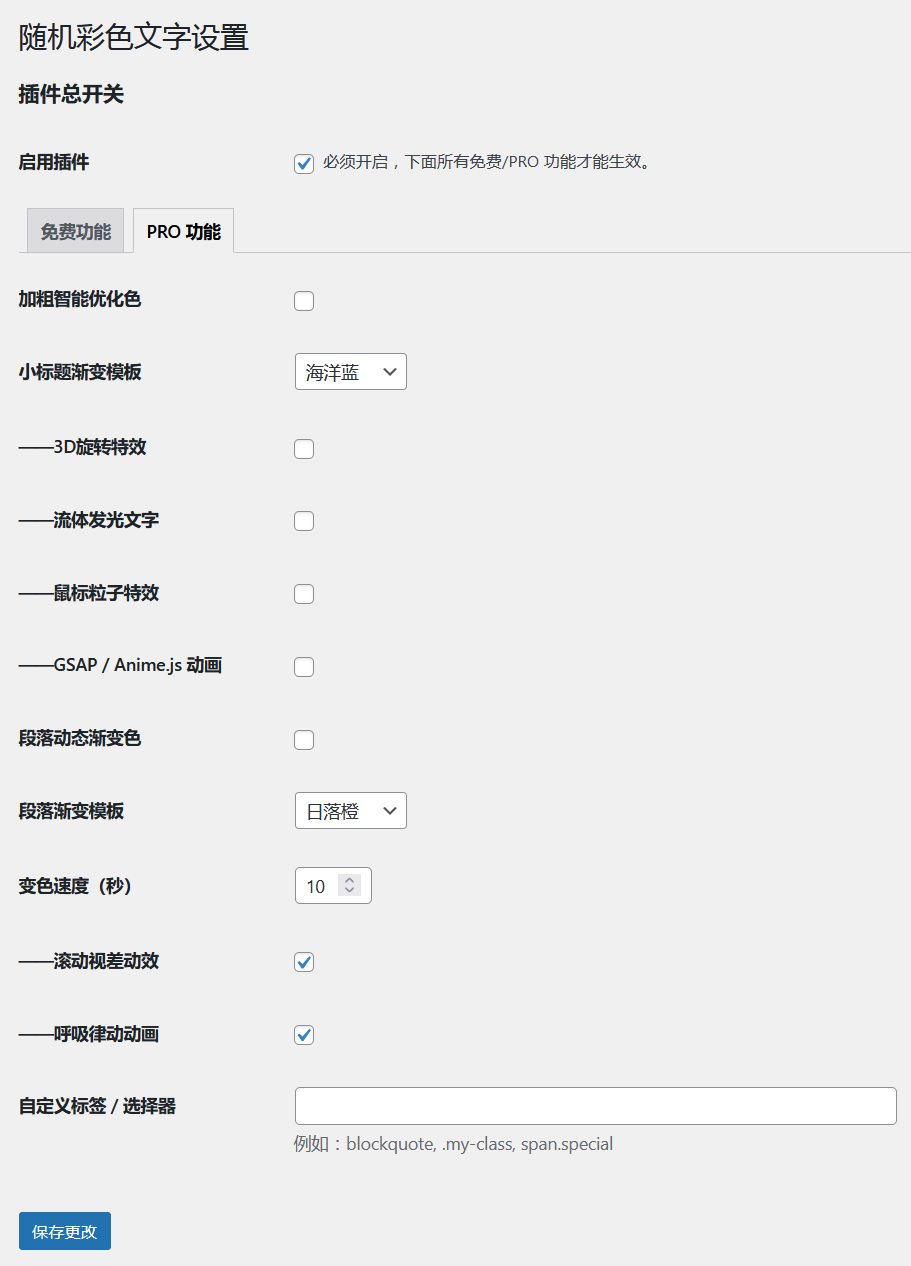 随机彩色文字设置
插件总开关
启用插件
必须开启，下面所有免费/PRO 功能才能生效。
免费功能
PRO 功能
加粗智能优化色
小标题渐变模板
海洋蓝
——3D旋转特效
——流体发光文字
——鼠标粒子特效
——GSAP / Anime.js 动画
段落动态渐变色
段落渐变模板
日落橙
变色速度（秒）
10
——滚动视差动效
——呼吸律动动画
自定义标签 / 选择器
例如：blockquote, .my-class, span.special
保存更改